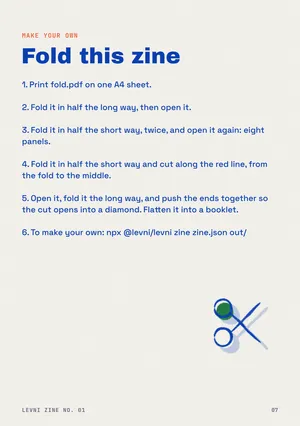 MAKE YOUR OWN
Fold this zine
1. Print fold.pdf on one A4 sheet.
2. Fold it in half the long way, then open it.
3. Fold it in half the short way, twice, and open it again: eight
panels.
4. Fold it in half the short way and cut along the red line, from
the fold to the middle.
5. Open it, fold it the long way, and push the ends together so
the cut opens into a diamond. Flatten it into a booklet.
6. To make your own: npx @levni/levni zine zine.json out/
LEVNI ZINE NO. 01
07